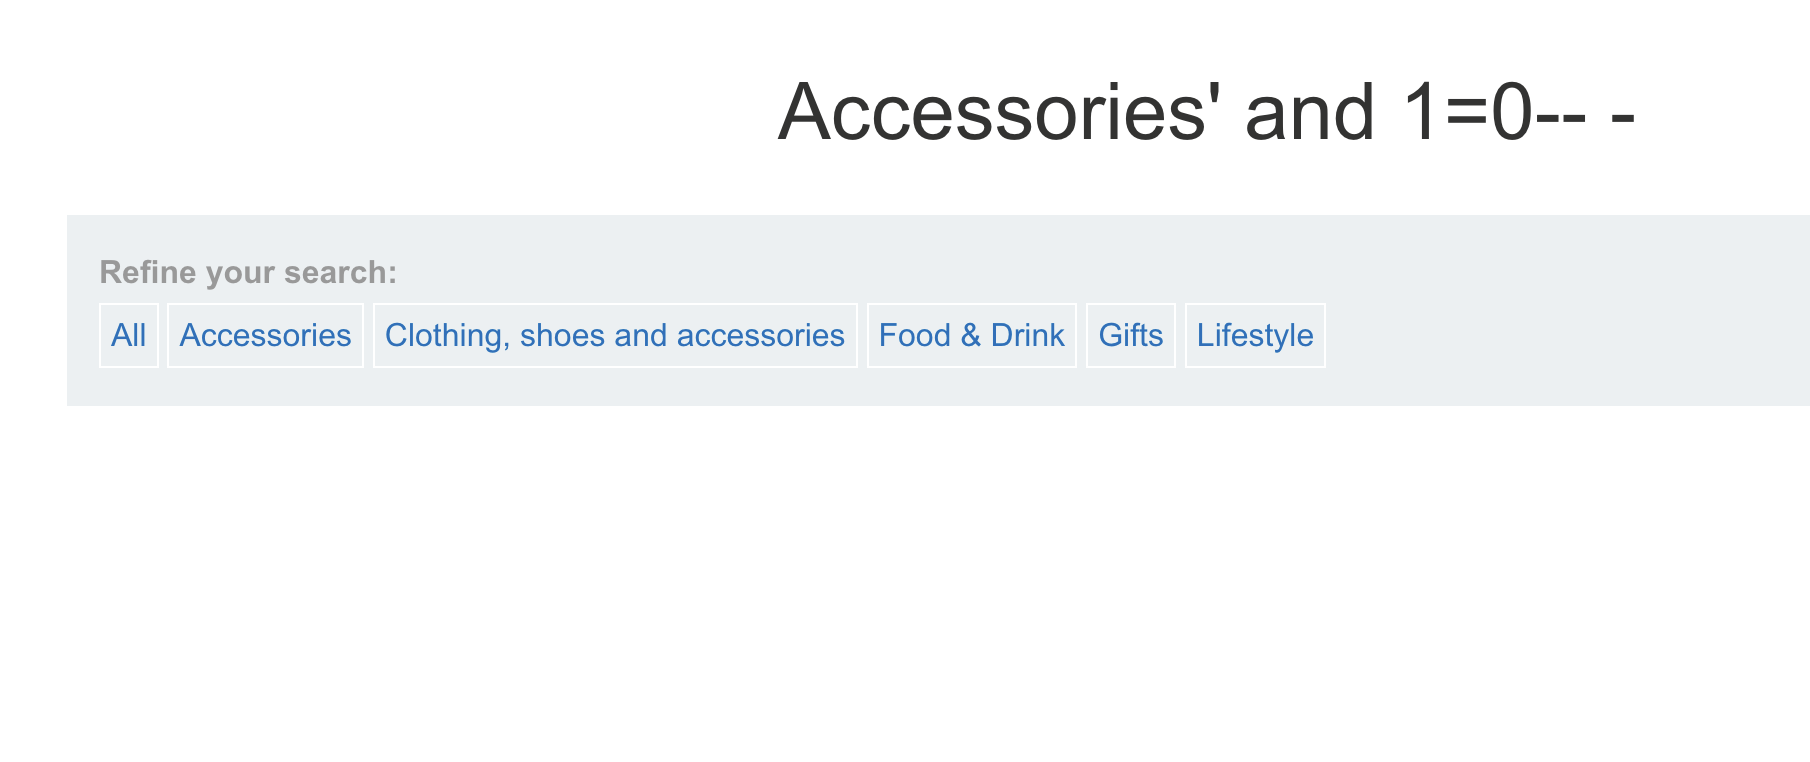 Accessories' and 1=0-- -
Refine your search:
All Accessories Clothing, shoes and accessories Food & Drink Gifts Lifestyle